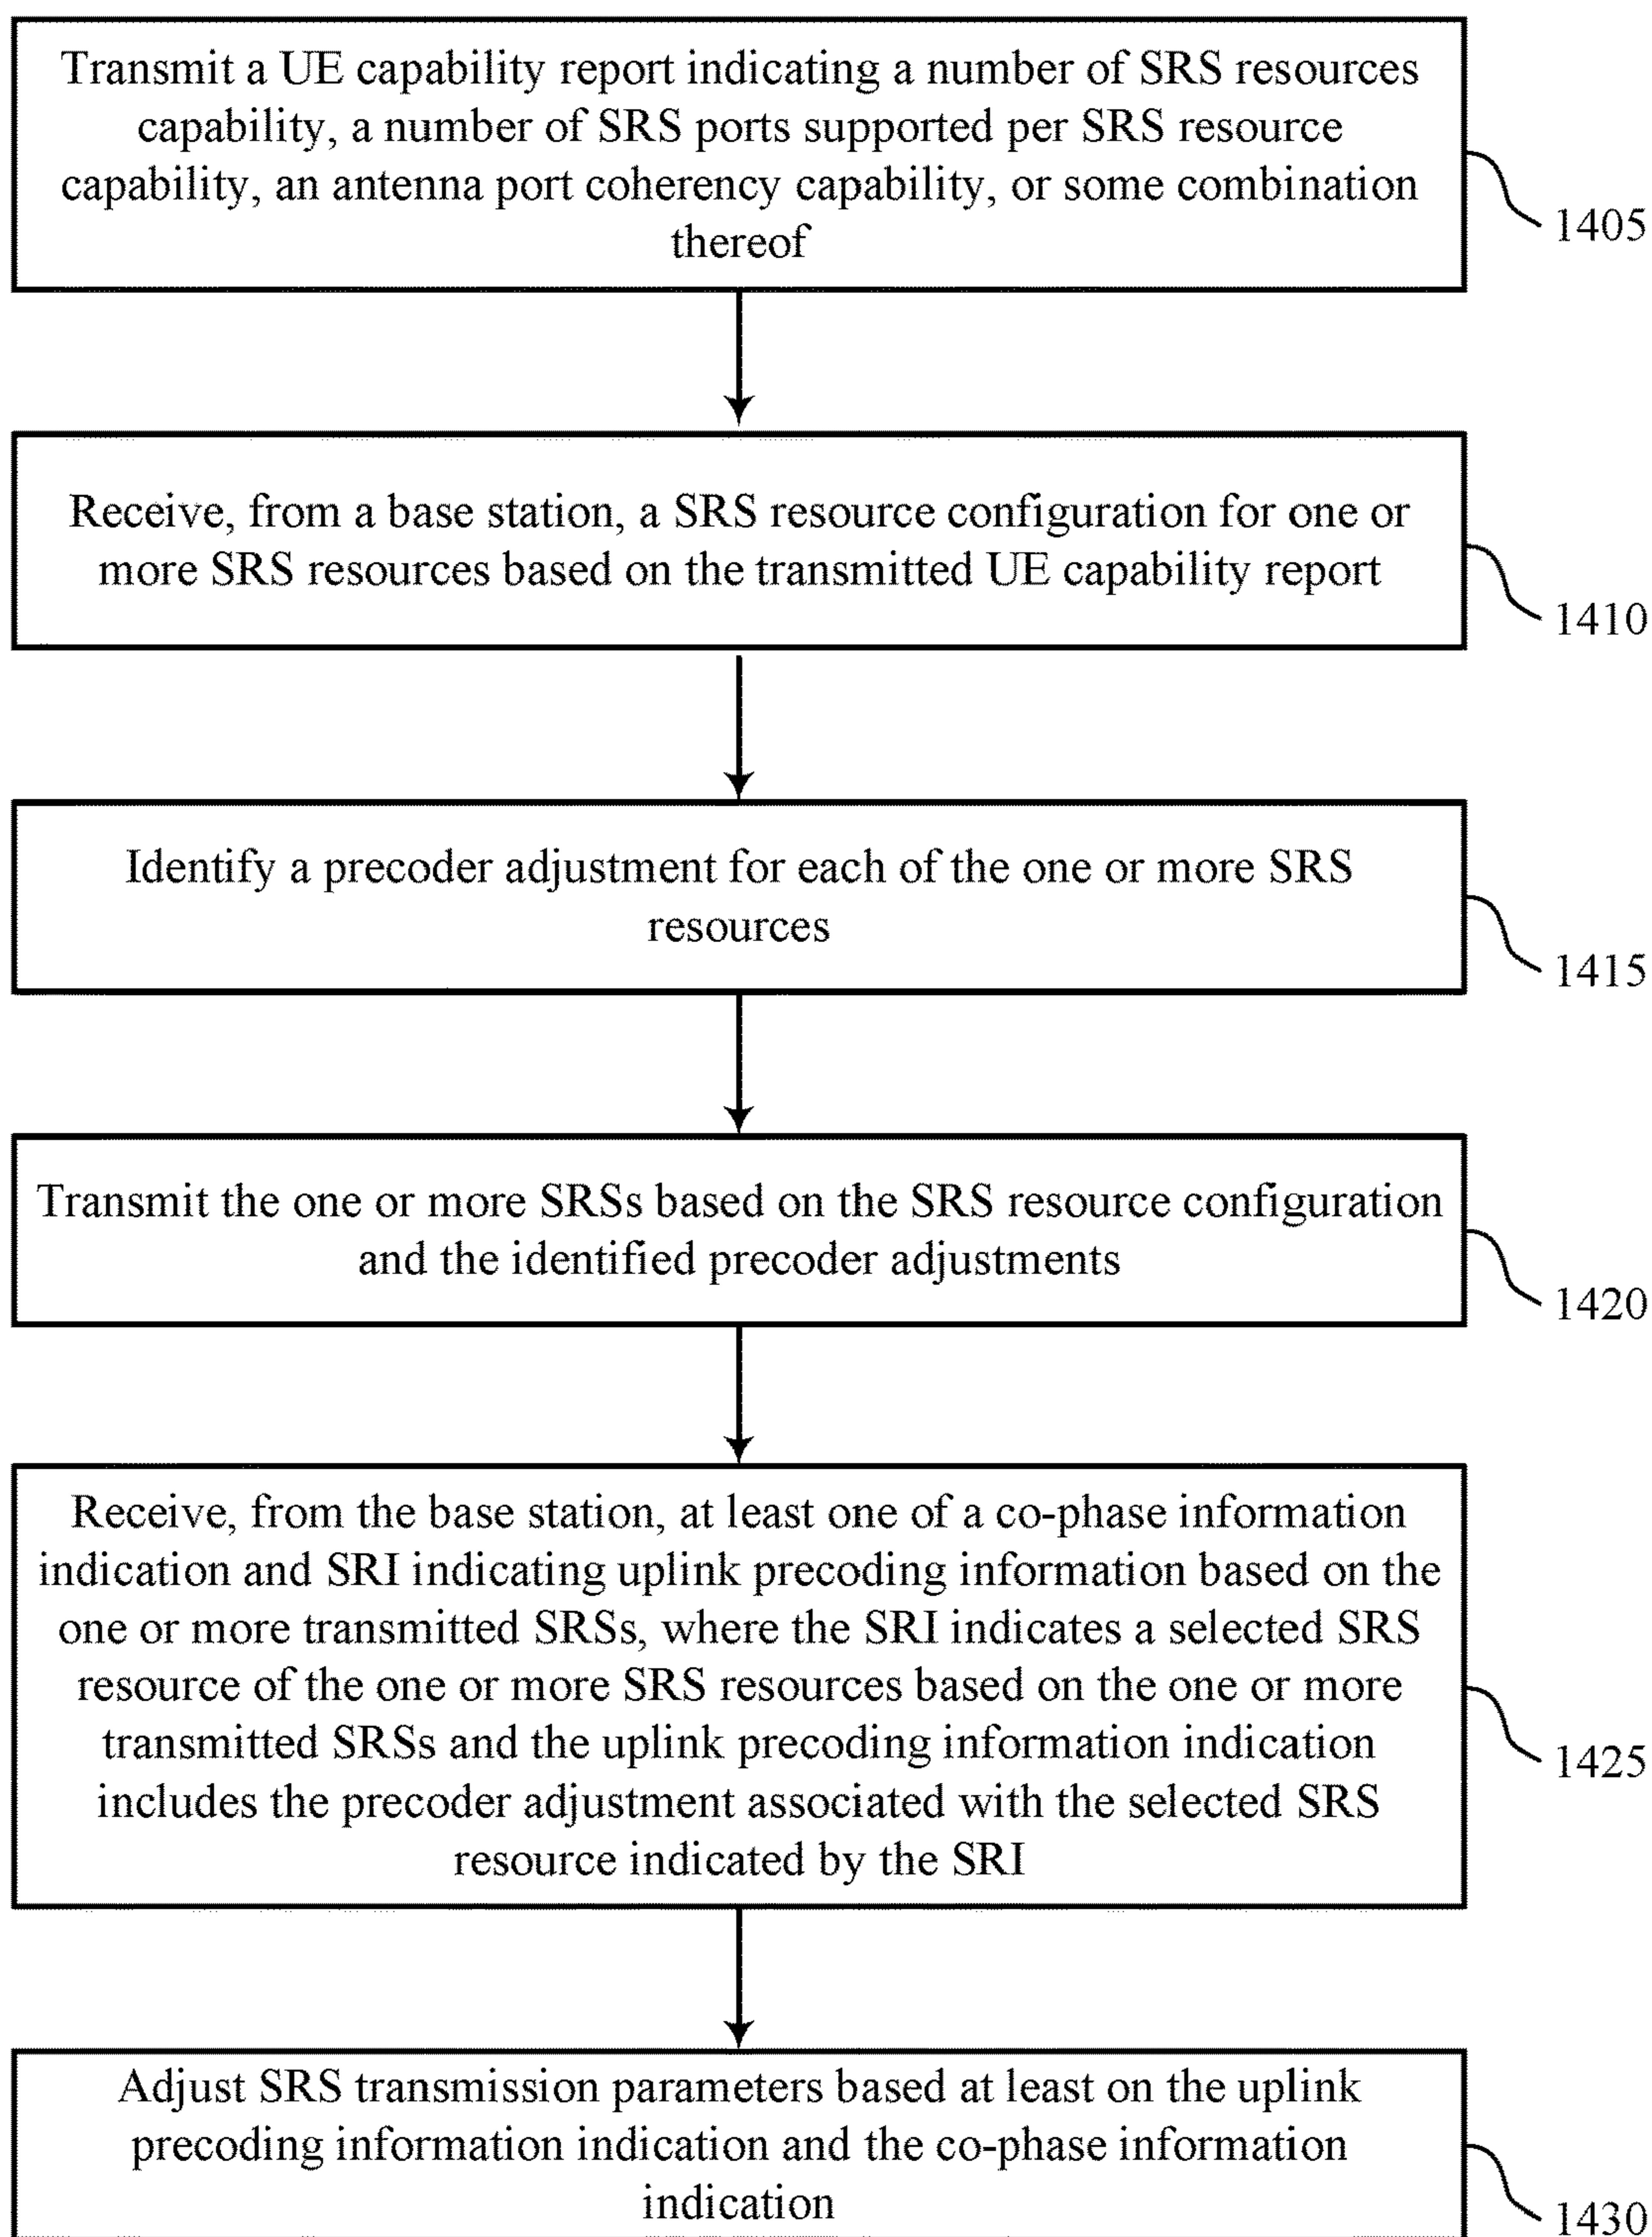 Transmit a UE capability report indicating a number of SRS resources
capability, a number of SRS ports supported per SRS resource
capability, an antenna port coherency capability, or some combination
thereof
1405
Receive, from a base station, a SRS resource configuration for one or
more SRS resources based on the transmitted UE capability report
1410
Identify a precoder adjustment for each of the one or more SRS
resources
1415
Transmit the one or more SRSs based on the SRS resource configuration
and the identified precoder adjustments
1420
Receive, from the base station, at least one of a co-phase information
indication and SRI indicating uplink precoding information based on the
one or more transmitted SRSs, where the SRI indicates a selected SRS
resource of the one or more SRS resources based on the one or more
transmitted SRSs and the uplink precoding information indication
includes the precoder adjustment associated with the selected SRS
resource indicated by the SRI
1425
Adjust SRS transmission parameters based at least on the uplink
precoding information indication and the co-phase information
indication
1430